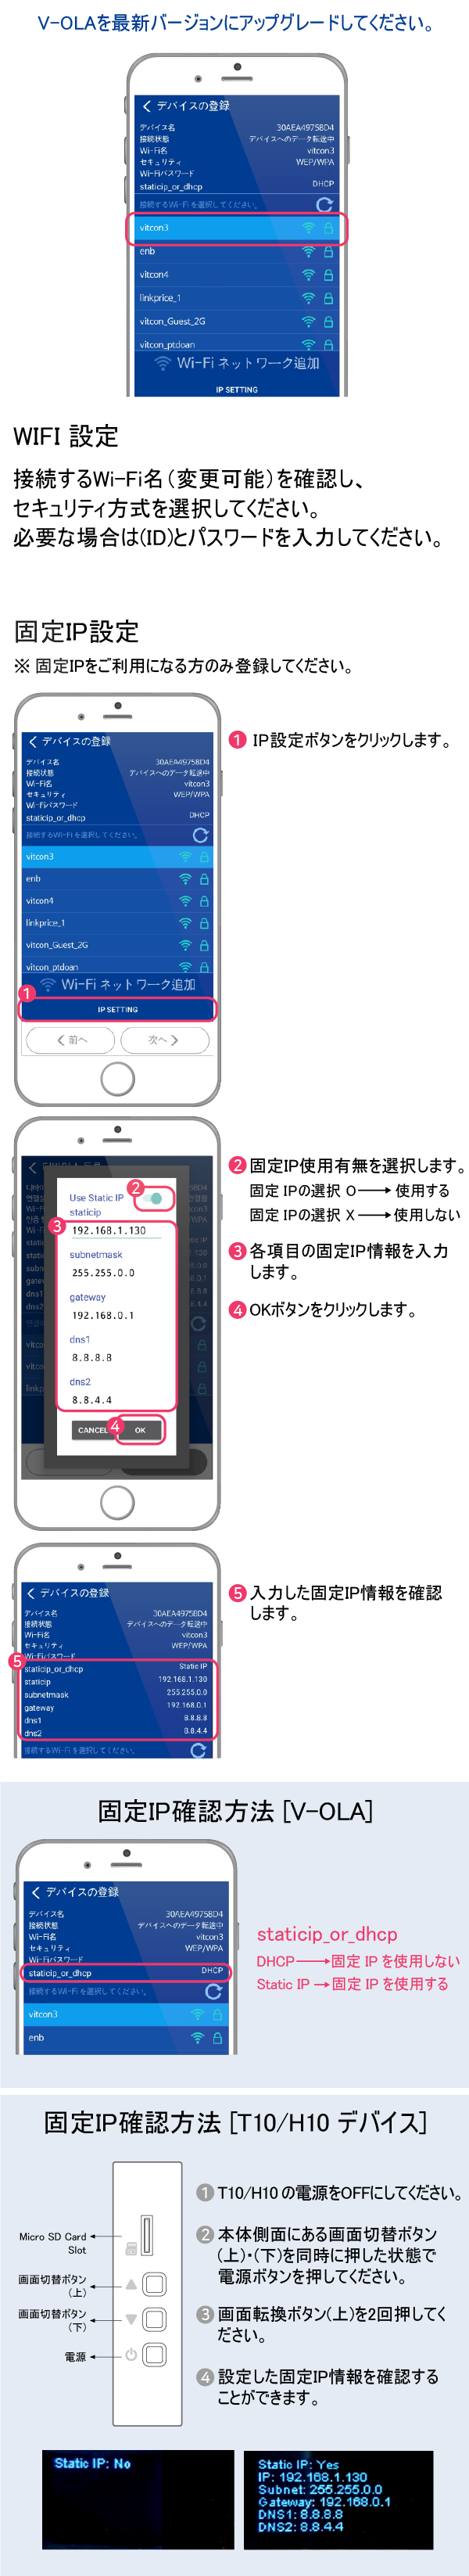 V-OLAを最新バージョンにアップグレードしてください。
デバイスの登録
デバイス名 30AEA49758D4
接続状態 デバイスへのデータ転送中
Wi-Fi名 vitcon3
セキュリティ WEP/WPA
Wi-Fiパスワード
staticip_or_dhcp DHCP
接続するWi-Fiを選択してください。
vitcon3
enb
vitcon4
linkprice_1
vitcon_Guest_2G
vitcon_ptdoan
Wi-Fi ネットワーク追加
IP SETTING
WIFI 設定
接続するWi-Fi名(変更可能)を確認し、
セキュリティ方式を選択してください。
必要な場合は(ID)とパスワードを入力してください。
固定IP設定
※ 固定IPをご利用になる方のみ登録してください。
デバイスの登録
デバイス名 30AEA49758D4
接続状態 デバイスへのデータ転送中
Wi-Fi名 vitcon3
セキュリティ WEP/WPA
Wi-Fiパスワード
staticip_or_dhcp DHCP
接続するWi-Fiを選択してください。
vitcon3
enb
vitcon4
linkprice_1
vitcon_Guest_2G
vitcon_ptdoan
Wi-Fi ネットワーク追加
1
IP SETTING
前へ 次へ
1 IP設定ボタンをクリックします。
2
Use Static IP
3
staticip
192.168.1.130
subnetmask
255.255.0.0
gateway
192.168.0.1
dns1
8.8.8.8
dns2
8.8.4.4
4
CANCEL OK
2 固定IP使用有無を選択します。
固定 IPの選択 O→ 使用する
固定 IPの選択 X→使用しない
3 各項目の固定IP情報を入力
します。
4 OKボタンをクリックします。
デバイスの登録
デバイス名 30AEA49758D4
接続状態 デバイスへのデータ転送中
Wi-Fi名 vitcon3
セキュリティ WEP/WPA
Wi-Fiパスワード
5
staticip_or_dhcp Static IP
staticip 192.168.1.130
subnetmask 255.255.0.0
gateway 192.168.0.1
dns1 8.8.8.8
dns2 8.8.4.4
接続するWi-Fiを選択してください。
5 入力した固定IP情報を確認
します。
固定IP確認方法 [V-OLA]
デバイスの登録
デバイス名 30AEA49758D4
接続状態 デバイスへのデータ転送中
Wi-Fi名 vitcon3
セキュリティ WEP/WPA
Wi-Fiパスワード
staticip_or_dhcp DHCP
接続するWi-Fiを選択してください。
vitcon3
enb
staticip_or_dhcp
DHCP→固定 IP を使用しない
Static IP →固定 IP を使用する
固定IP確認方法 [T10/H10 デバイス]
Micro SD Card
Slot
画面切替ボタン
(上)
画面切替ボタン
(下)
電源
1 T10/H10 の電源をOFFにしてください。
2 本体側面にある画面切替ボタン
(上)・(下)を同時に押した状態で
電源ボタンを押してください。
3 画面転換ボタン(上)を2回押してく
ださい。
4 設定した固定IP情報を確認する
ことができます。
Static IP: No
Static IP: Yes
IP: 192.168.1.130
Subnet: 255.255.0.0
Gateway: 192.168.0.1
DNS1: 8.8.8.8
DNS2: 8.8.4.4